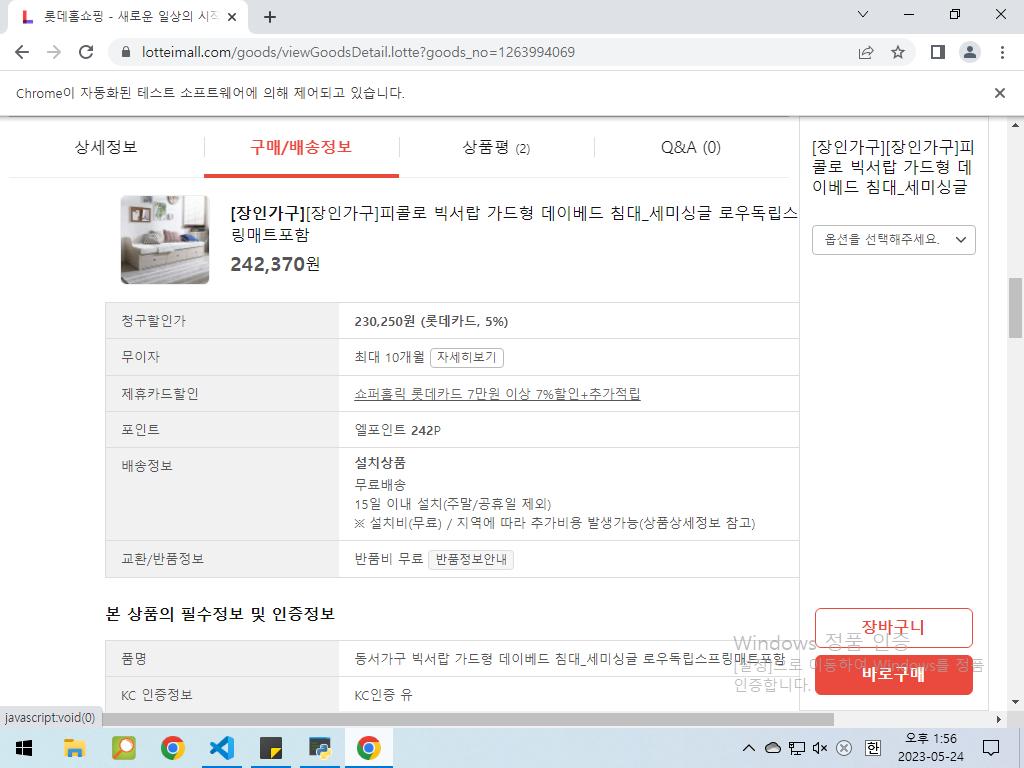 롯데홈쇼핑 - 새로운 일상의 시작
lotteimall.com/goods/viewGoodsDetail.lotte?goods_no=1263994069
Chrome이 자동화된 테스트 소프트웨어에 의해 제어되고 있습니다.
상세정보
구매/배송정보
상품평 (2)
Q&A (0)
[장인가구][장인가구]피콜로 빅서랍 가드형 데이베드 침대_세미싱글 로우독립스
링매트포함
242,370원
청구할인가
230,250원 (롯데카드, 5%)
무이자
최대 10개월 자세히보기
제휴카드할인
쇼퍼홀릭 롯데카드 7만원 이상 7%할인+추가적립
포인트
엘포인트 242P
배송정보
설치상품
무료배송
15일 이내 설치(주말/공휴일 제외)
※ 설치비(무료) / 지역에 따라 추가비용 발생가능(상품상세정보 참고)
교환/반품정보
반품비 무료 반품정보안내
본 상품의 필수정보 및 인증정보
품명
동서가구 빅서랍 가드형 데이베드 침대_세미싱글 로우독립스프링매트포함
KC 인증정보
KC인증 유
[장인가구][장인가구]피
콜로 빅서랍 가드형 데
이베드 침대_세미싱글
옵션을 선택해주세요.
장바구니
바로구매
Windows 정품 인증
[설정]으로 이동하여 Windows를 정품
인증합니다.
javascript:void(0)
한
오후 1:56
2023-05-24